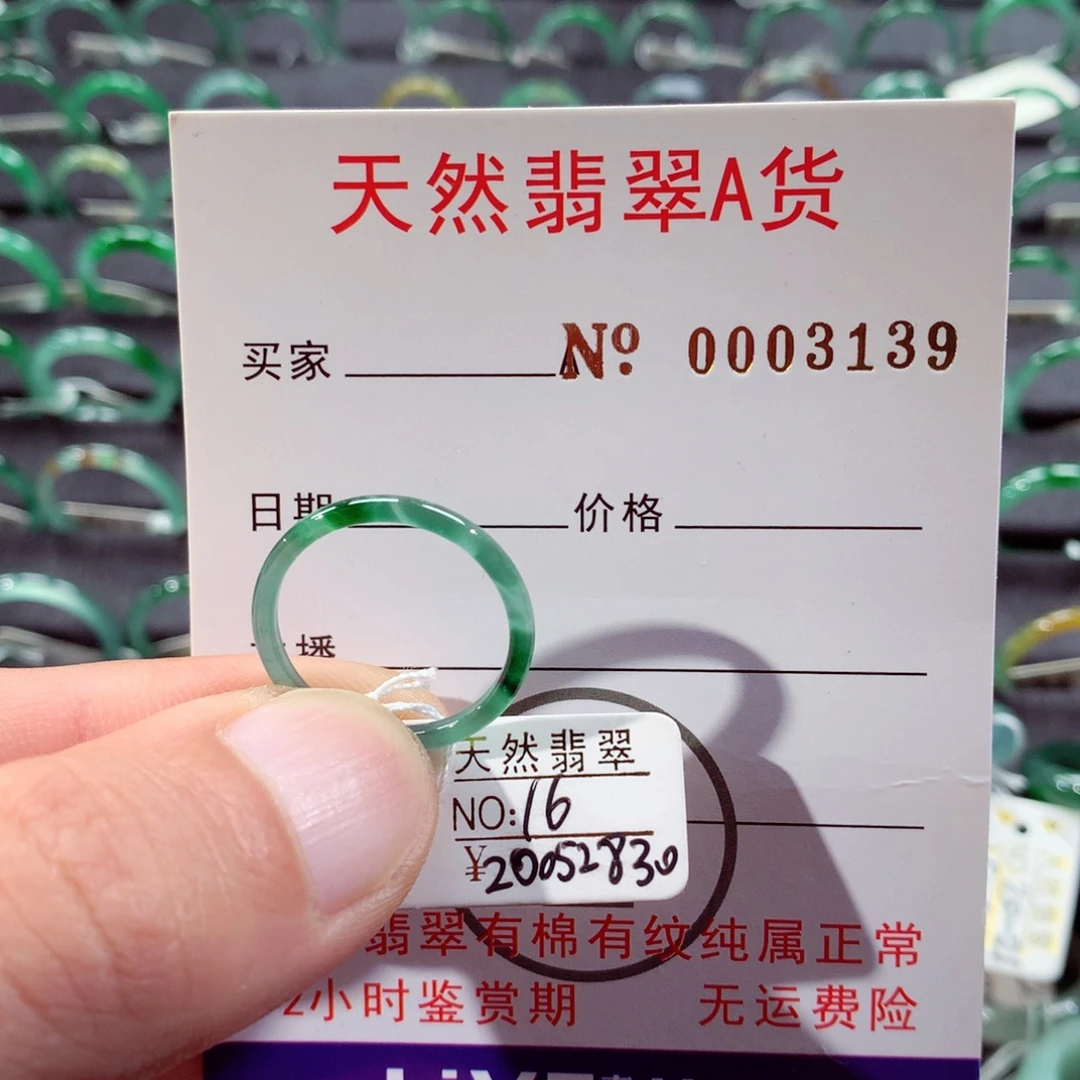 天然翡翠A货
买家 Nº 0003139
日期 价格
播
天然翡翠
NO:16
¥20052830
翡翠有棉有纹纯属正常
2小时鉴赏期 无运费险